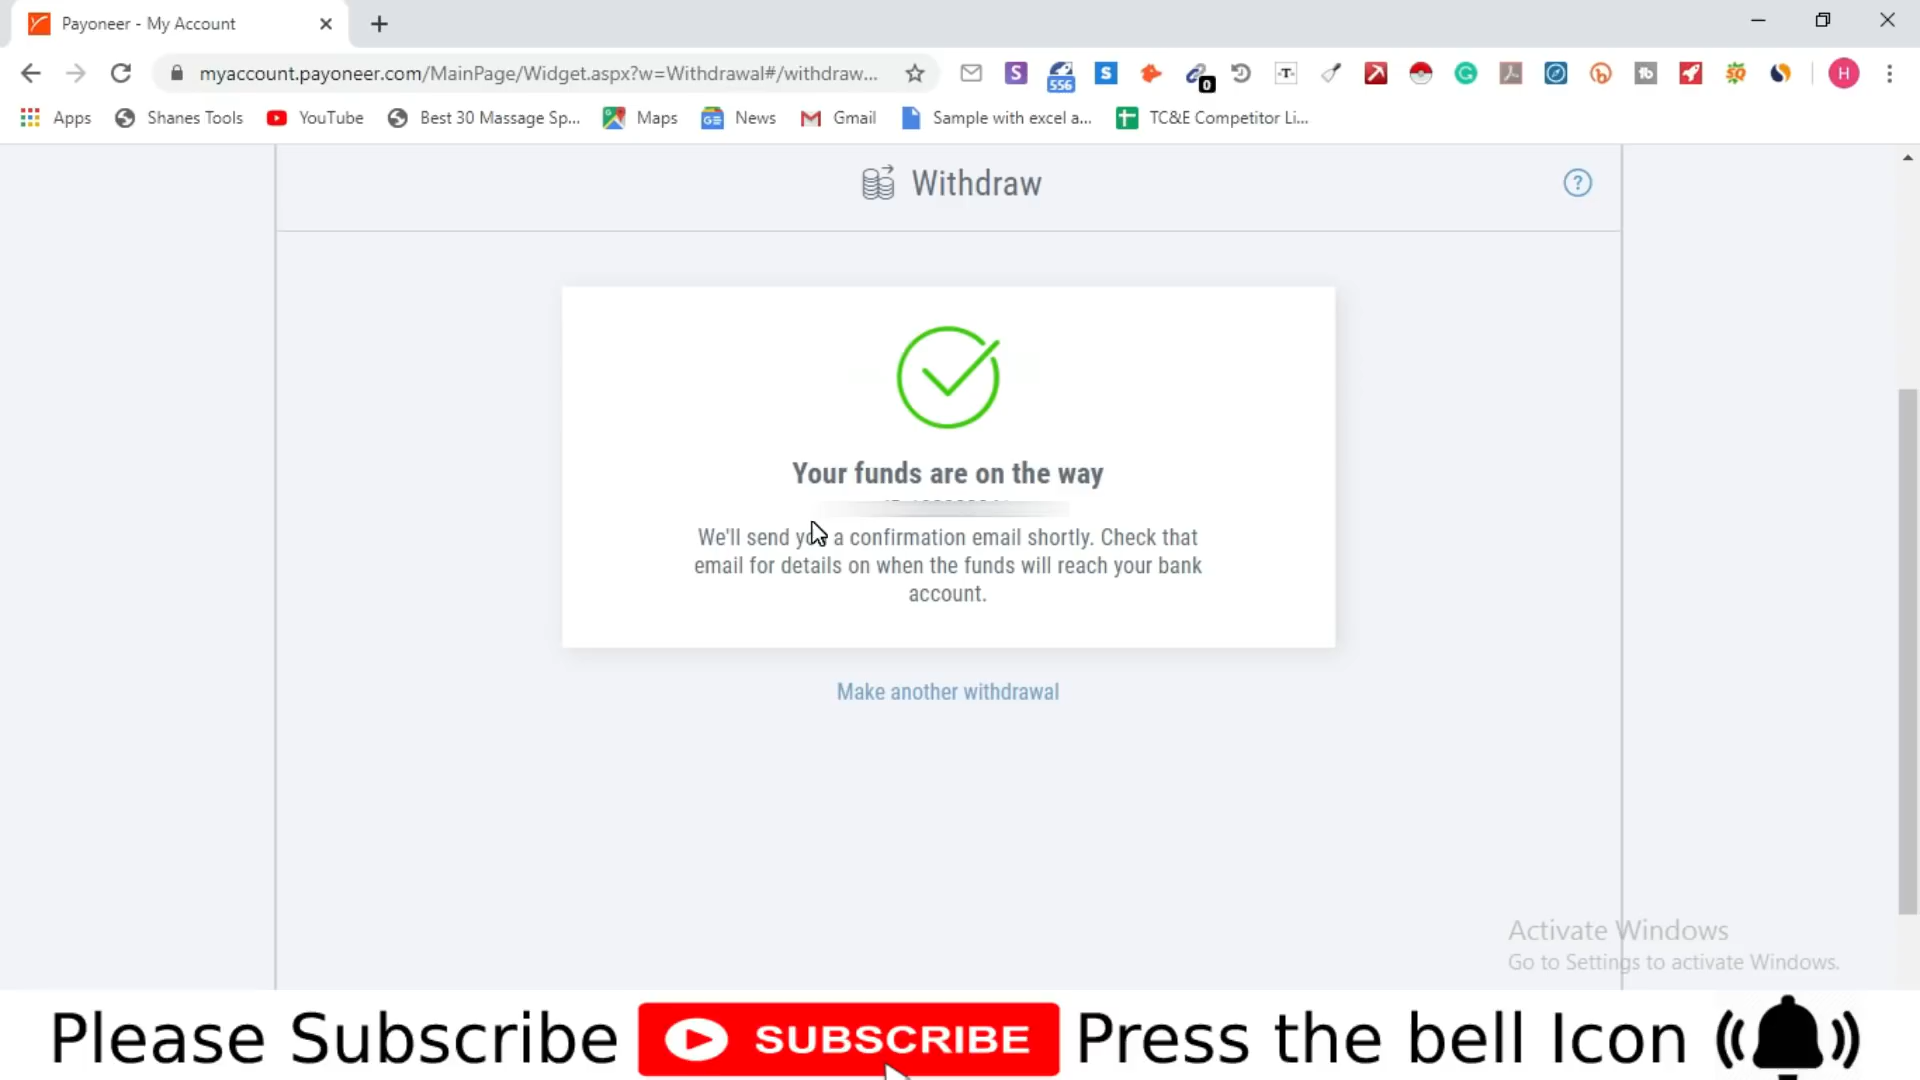 Payoneer - My Account
myaccount.payoneer.com/MainPage/Widget.aspx?w=Withdrawal#/withdraw...
556
0
H
Apps
Shanes Tools
YouTube
Best 30 Massage Sp...
Maps
News
Gmail
Sample with excel a...
TC&E Competitor Li...
Withdraw
?
Your funds are on the way
We'll send you a confirmation email shortly. Check that
email for details on when the funds will reach your bank
account.
Make another withdrawal
Activate Windows
Go to Settings to activate Windows.
Please Subscribe SUBSCRIBE Press the bell Icon